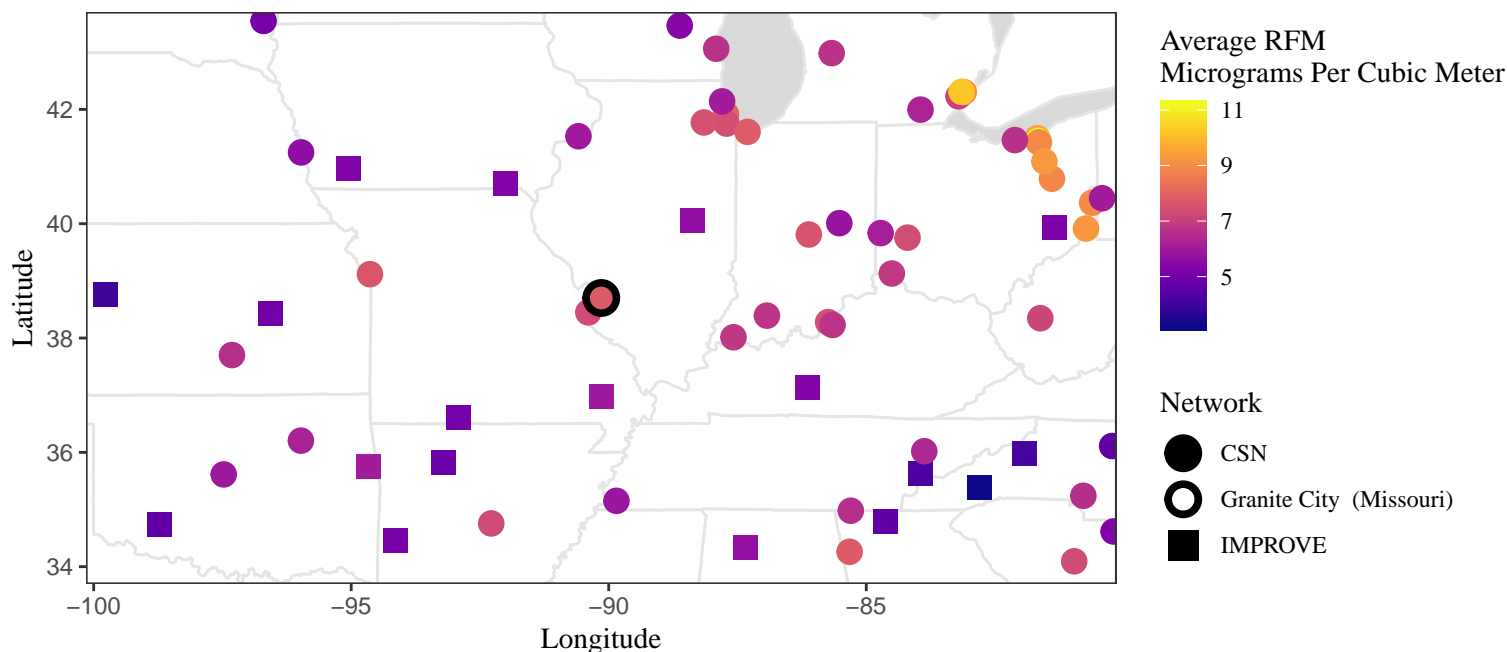 42
40
38
36
34
Latitude
−100
−95
−90
−85
Longitude
Average RFM
Micrograms Per Cubic Meter
11
9
7
5
Network
CSN
Granite City  (Missouri)
IMPROVE